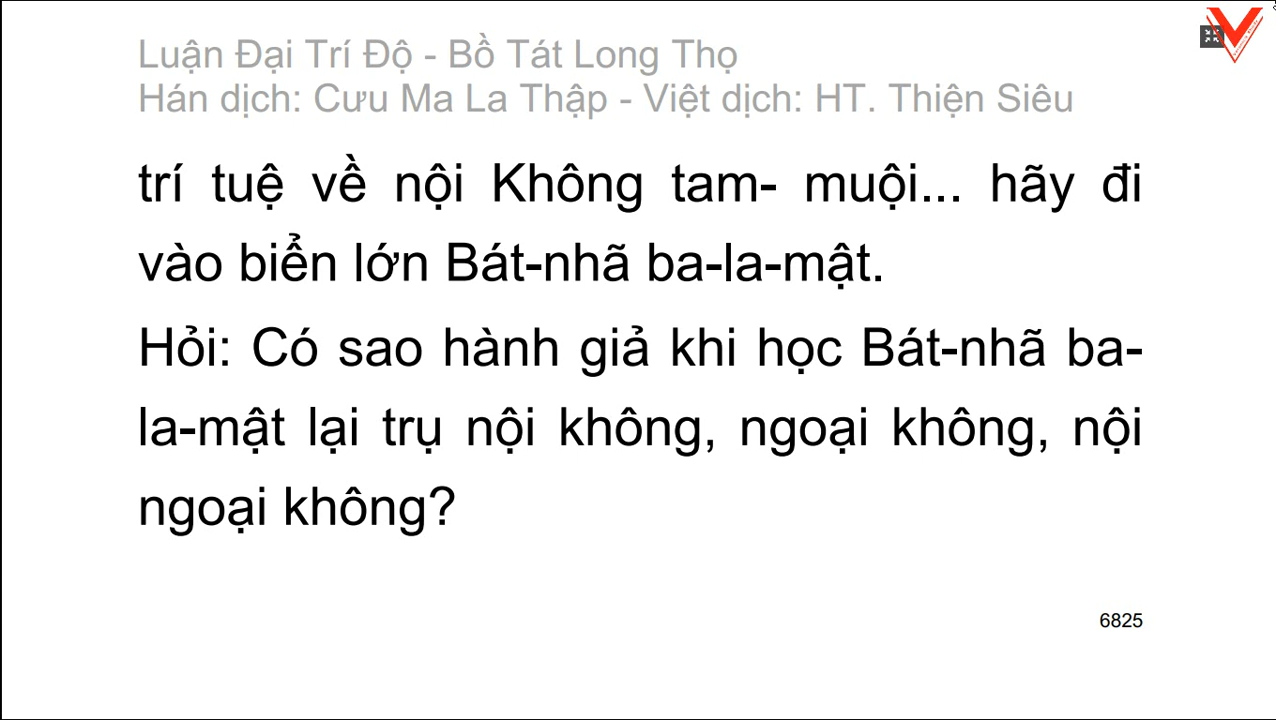 Luận Đại Trí Độ - Bồ Tát Long Thọ
Hán dịch: Cưu Ma La Thập - Việt dịch: HT. Thiện Siêu
trí tuệ về nội Không tam- muội... hãy đi
vào biển lớn Bát-nhã ba-la-mật.
Hỏi: Có sao hành giả khi học Bát-nhã ba-
la-mật lại trụ nội không, ngoại không, nội
ngoại không?
6825